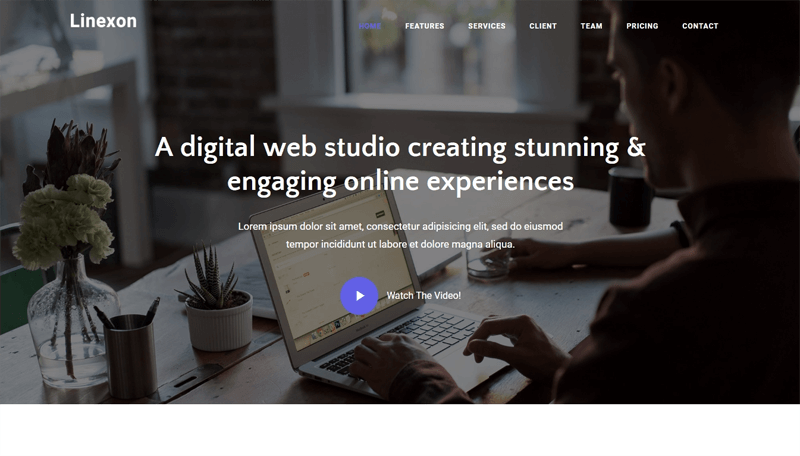 Linexon
HOME FEATURES SERVICES CLIENT TEAM PRICING CONTACT
A digital web studio creating stunning &
engaging online experiences
Lorem ipsum dolor sit amet, consectetur adipisicing elit, sed do eiusmod
tempor incididunt ut labore et dolore magna aliqua.
Watch The Video!